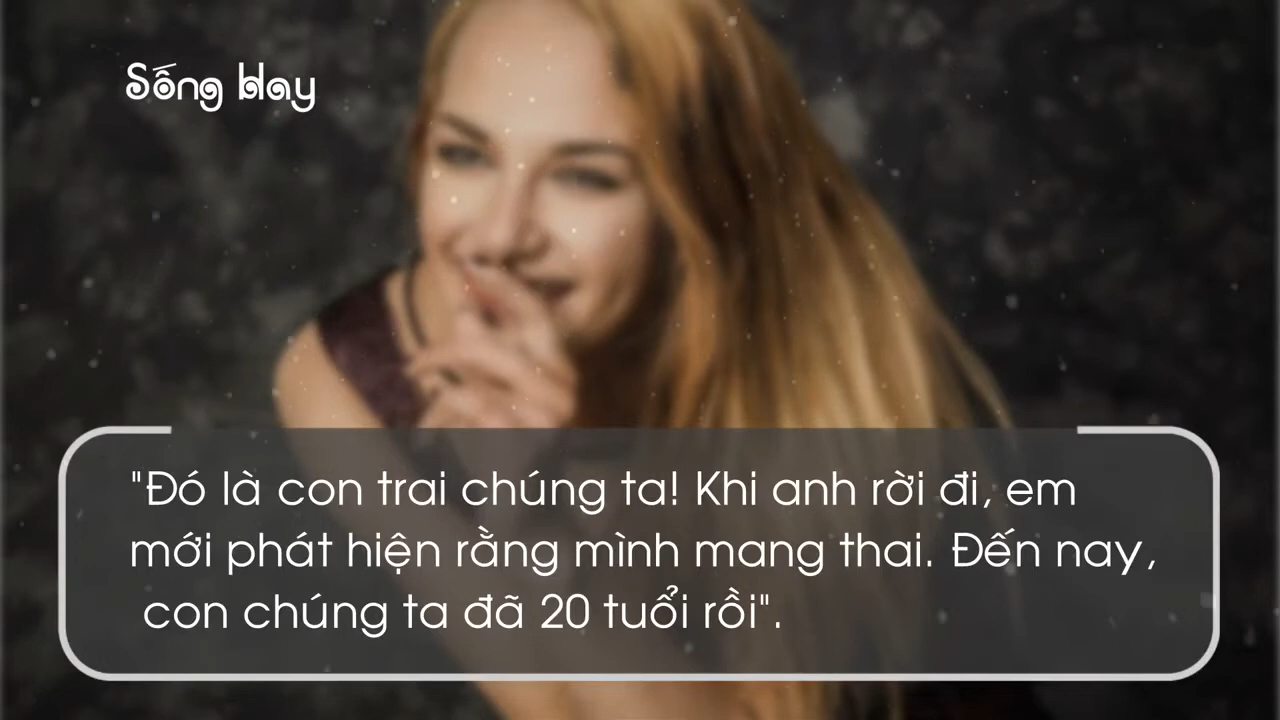 Sống Hay
"Đó là con trai chúng ta! Khi anh rời đi, em
mới phát hiện rằng mình mang thai. Đến nay,
con chúng ta đã 20 tuổi rồi".